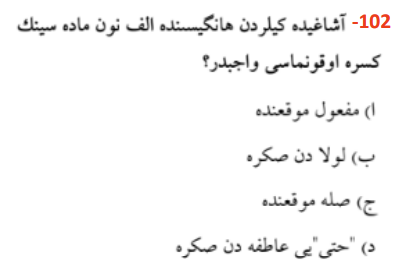 102- آشاغیده کیلردن هانگیسنده الف نون ماده سینك
کسره اوقونماسی واجبدر؟
ا) مفعول موقعنده
ب) لولا دن صکره
ج) صله موقعنده
د) "حتی"یی عاطفه دن صکره